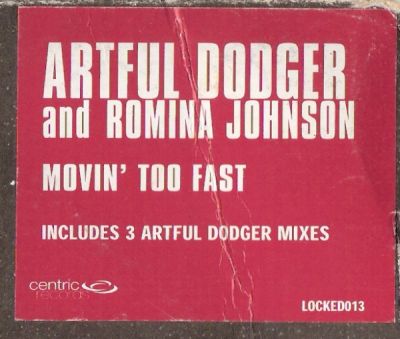 ARTFUL DODGER
and ROMINA JOHNSON
MOVIN' TOO FAST
INCLUDES 3 ARTFUL DODGER MIXES
centric
records
LOCKED013